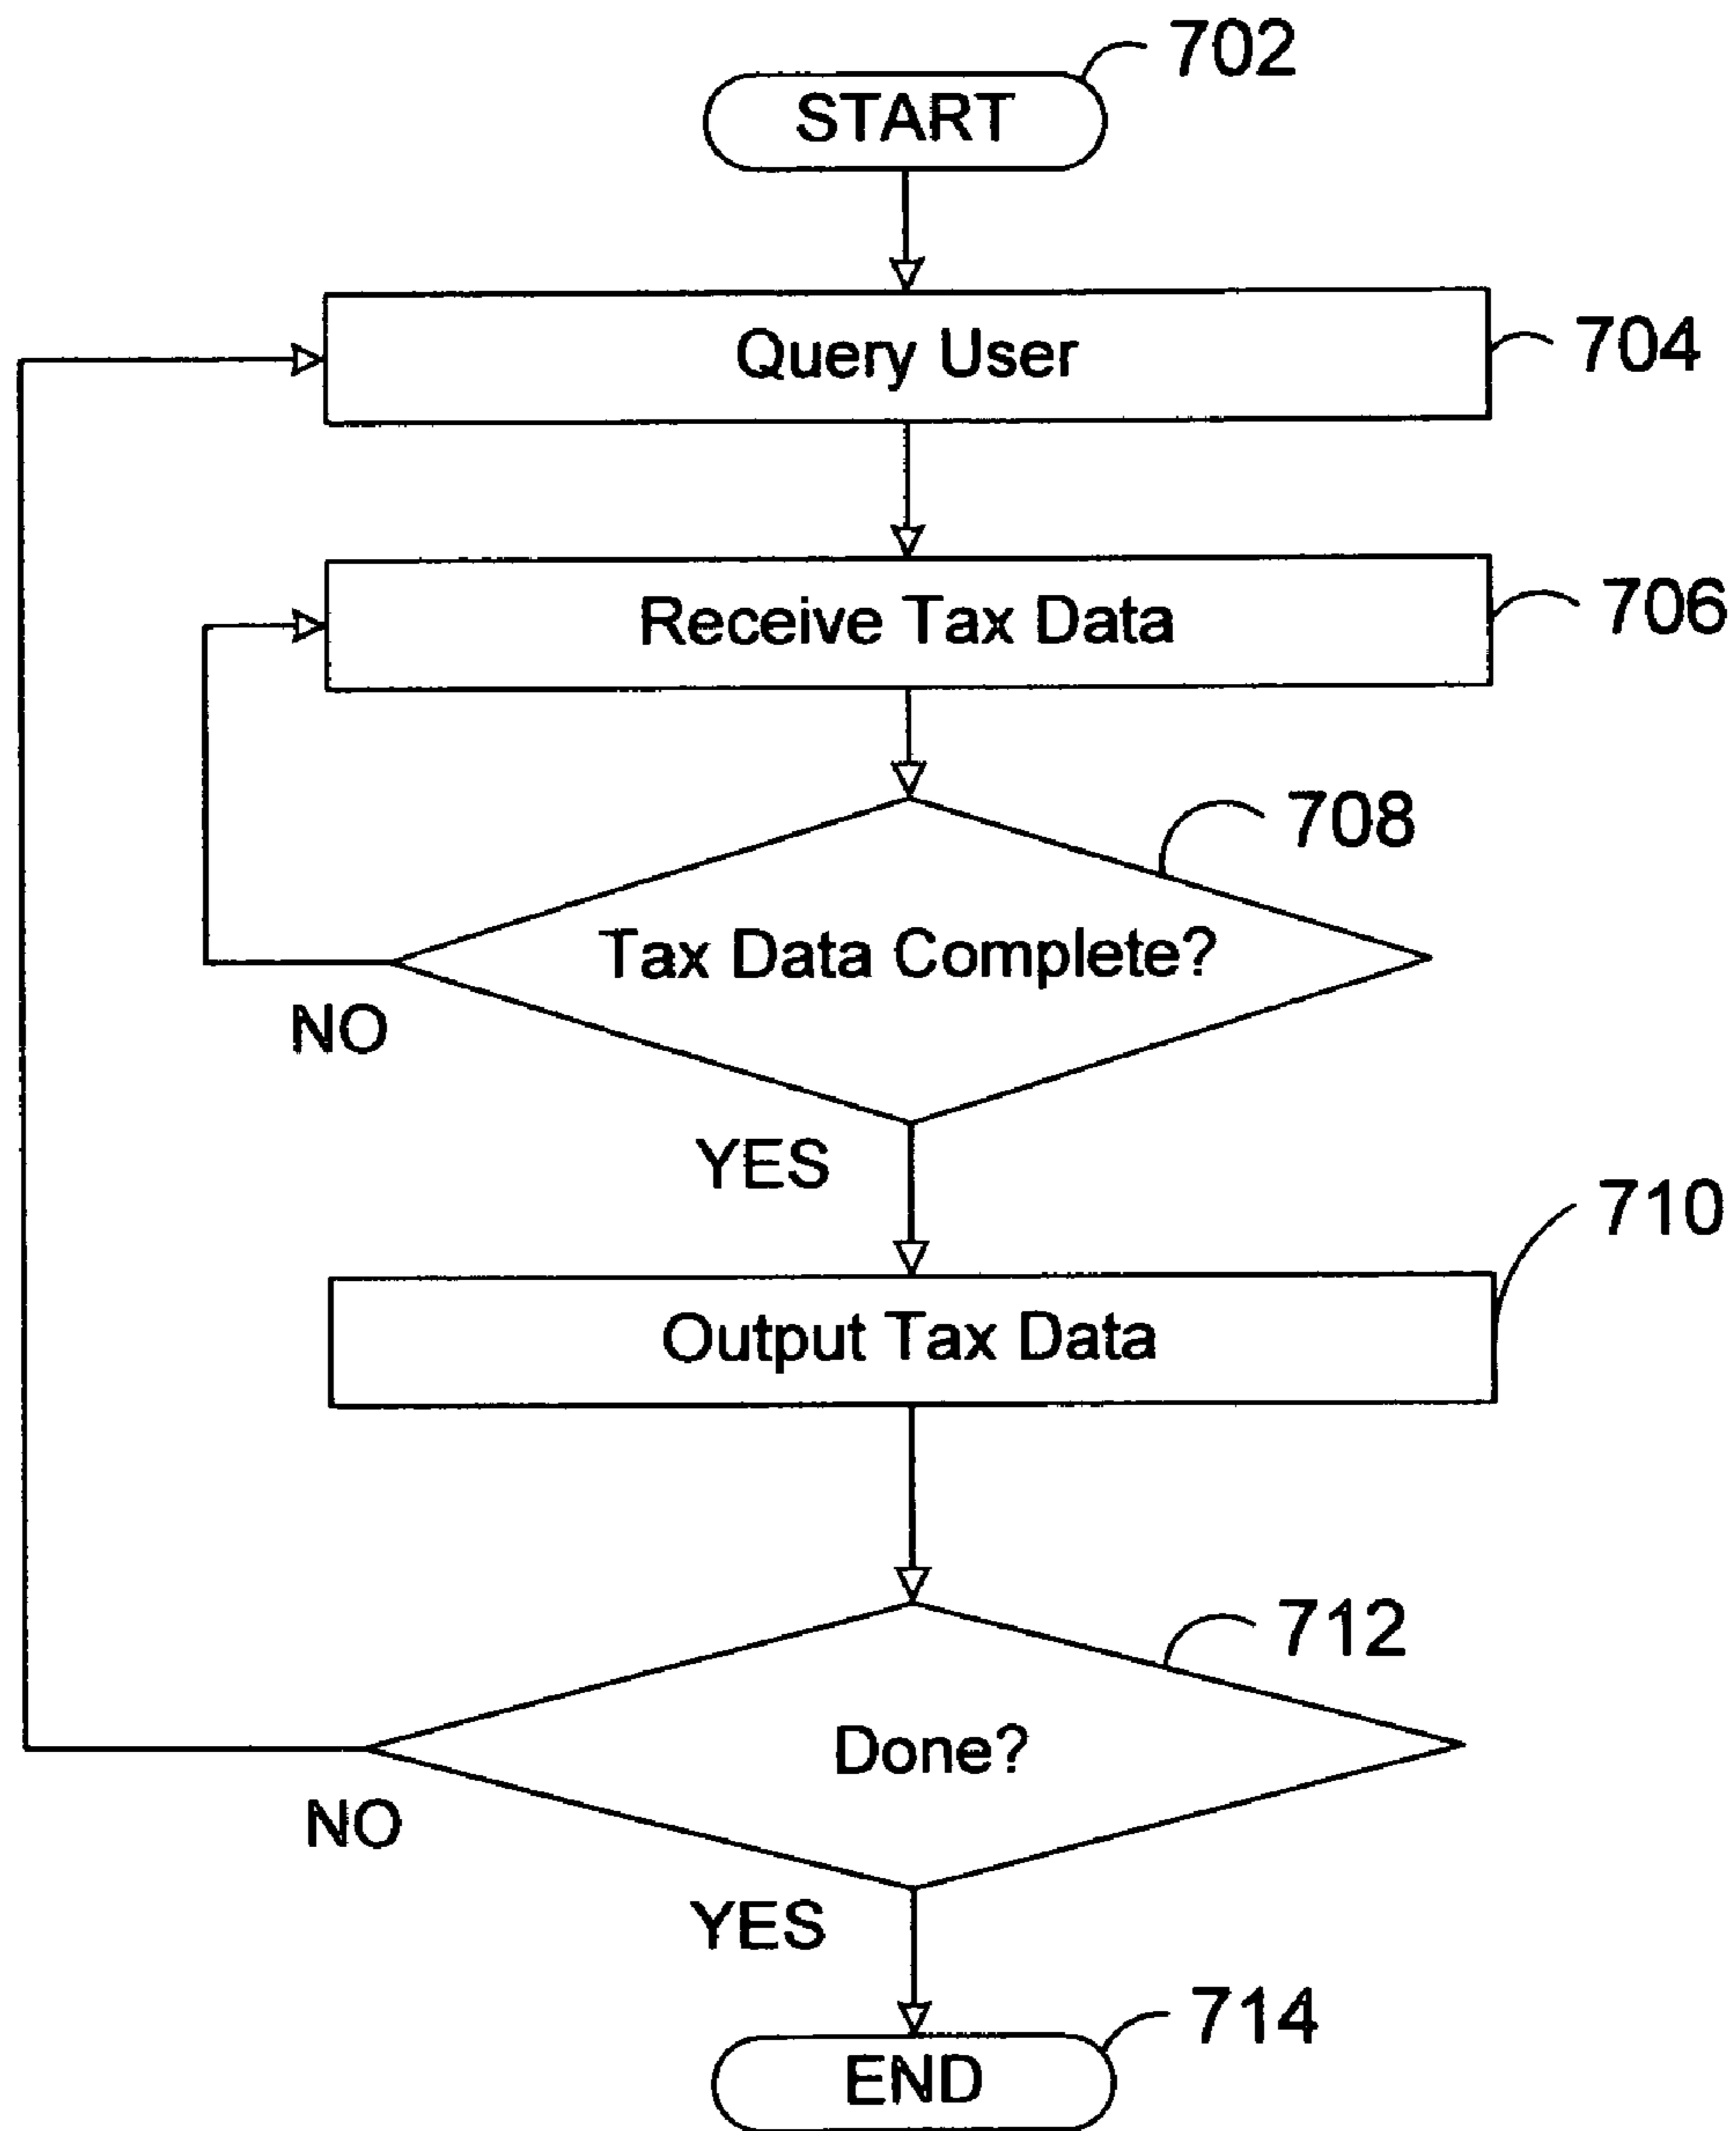 702
START
Query User
704
Receive Tax Data
706
708
Tax Data Complete?
NO
YES
710
Output Tax Data
712
Done?
NO
YES
714
END